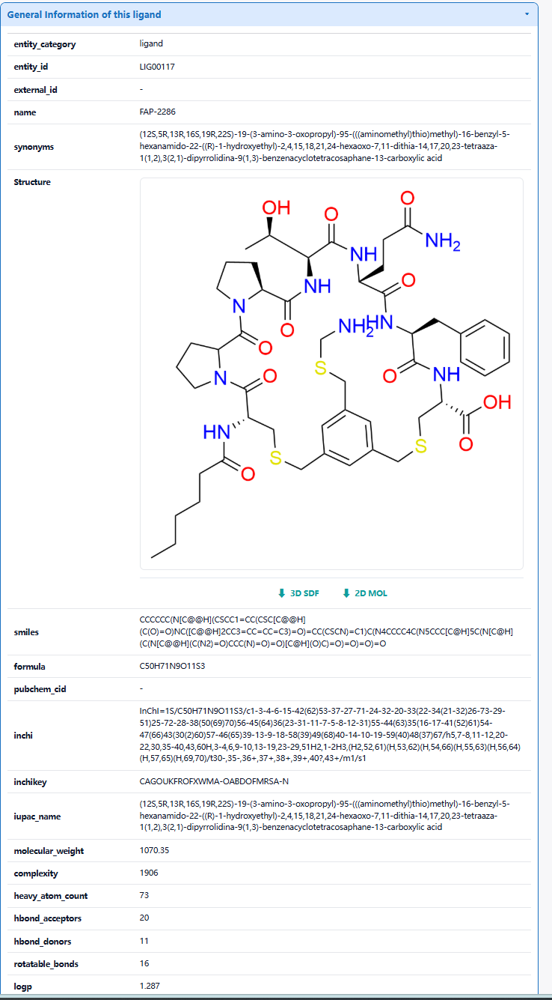 General Information of this ligand
entity_category ligand
entity_id LIG00117
external_id -
name FAP-2286
synonyms
(12S,5R,13R,16S,19R,22S)-19-(3-amino-3-oxopropyl)-95-(((aminomethyl)thio)methyl)-16-benzyl-5-
hexanamido-22-((R)-1-hydroxyethyl)-2,4,15,18,21,24-hexaoxo-7,11-dithia-14,17,20,23-tetraaza-
1(1,2),3(2,1)-dipyrrolidina-9(1,3)-benzenacyclotetracosaphane-13-carboxylic acid
Structure
O
OH O
NH2
NH
O
NH
N O
NH2 HN
O
S O NH
N O
OH
HN
S O
S
O
3D SDF 2D MOL
smiles
CCCCCC(N[C@@H](CSCC1=CC(CSC[C@@H]
(C(O)=O)NC([C@@H]2CC3=CC=CC=C3)=O)=CC(CSCN)=C1)C(N4CCCC4C(N5CCC[C@H]5C(N[C@H]
(C(N[C@@H](C(N2)=O)CCC(N)=O)=O)[C@H](O)C)=O)=O)=O)=O
formula C50H71N9O11S3
pubchem_cid -
inchi
InChI=1S/C50H71N9O11S3/c1-3-4-6-15-42(62)53-37-27-71-24-32-20-33(22-34(21-32)26-73-29-
51)25-72-28-38(50(69)70)56-45(64)36(23-31-11-7-5-8-12-31)55-44(63)35(16-17-41(52)61)54-
47(66)43(30(2)60)57-46(65)39-13-9-18-58(39)49(68)40-14-10-19-59(40)48(37)67/h5,7-8,11-12,20-
22,30,35-40,43,60H,3-4,6,9-10,13-19,23-29,51H2,1-2H3,(H2,52,61)(H,53,62)(H,54,66)(H,55,63)(H,56,64)
(H,57,65)(H,69,70)/t30-,35-,36+,37+,38+,39+,40?,43+/m1/s1
inchikey CAGOUKFROFXWMA-OABDOFMRSA-N
iupac_name
(12S,5R,13R,16S,19R,22S)-19-(3-amino-3-oxopropyl)-95-(((aminomethyl)thio)methyl)-16-benzyl-5-
hexanamido-22-((R)-1-hydroxyethyl)-2,4,15,18,21,24-hexaoxo-7,11-dithia-14,17,20,23-tetraaza-
1(1,2),3(2,1)-dipyrrolidina-9(1,3)-benzenacyclotetracosaphane-13-carboxylic acid
molecular_weight 1070.35
complexity 1906
heavy_atom_count 73
hbond_acceptors 20
hbond_donors 11
rotatable_bonds 16
logp 1.287